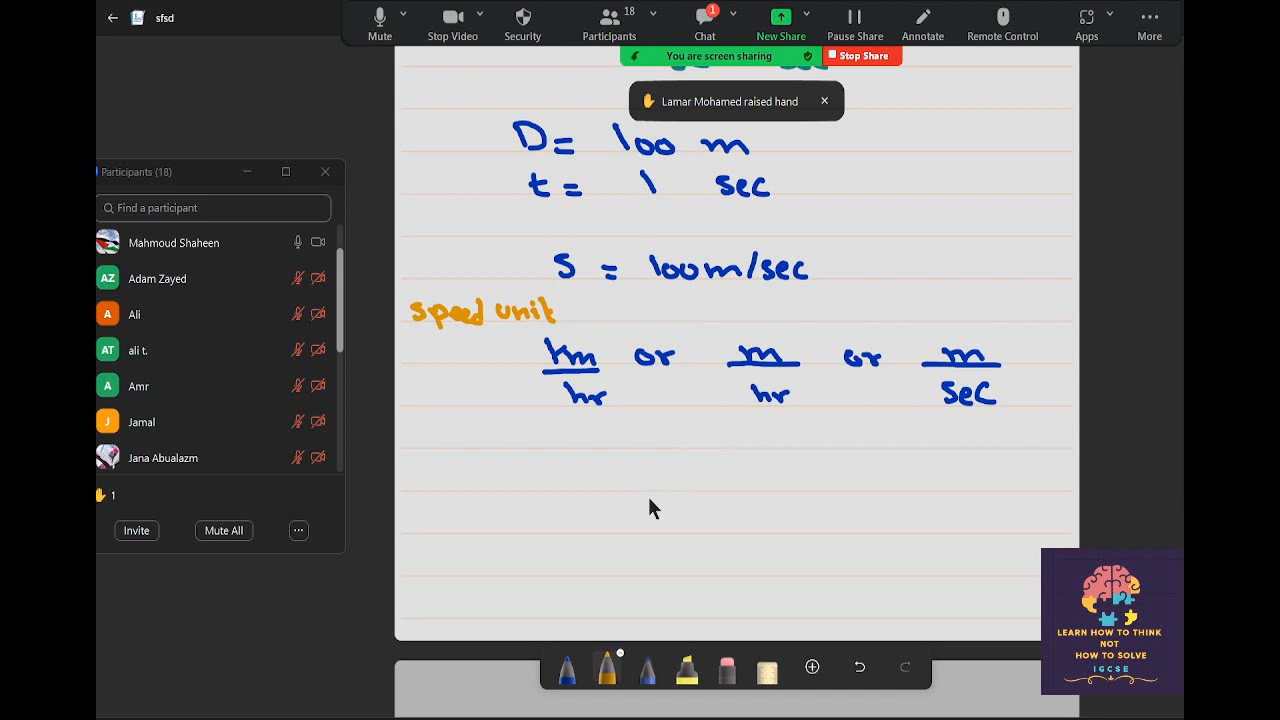 sfsd
18
1
Mute
Stop Video
Security
Participants
Chat
New Share
Pause Share
Annotate
Remote Control
Apps
More
You are screen sharing
Stop Share
Lamar Mohamed raised hand
D= 100 m
t = 1 sec
S = 100m/sec
speed unit
km/hr or m/hr or m/sec
Participants (18)
Find a participant
Mahmoud Shaheen
AZ Adam Zayed
A Ali
AT ali t.
A Amr
J Jamal
Jana Abualazm
1
Invite
Mute All
...
LEARN HOW TO THINK
NOT
HOW TO SOLVE
IGCSE